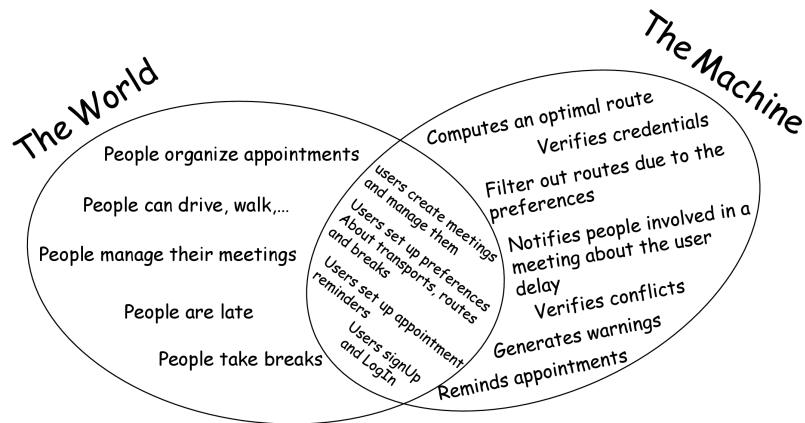 The World
People organize appointments
People can drive, walk,...
People manage their meetings
People are late
People take breaks
users create meetings
and manage them
Users set up preferences
About transports, routes
and breaks
Users set up appointment
reminders
Users signUp
and LogIn
The Machine
Computes an optimal route
Verifies credentials
Filter out routes due to the
preferences
Notifies people involved in a
meeting about the user
delay
Verifies conflicts
Generates warnings
Reminds appointments